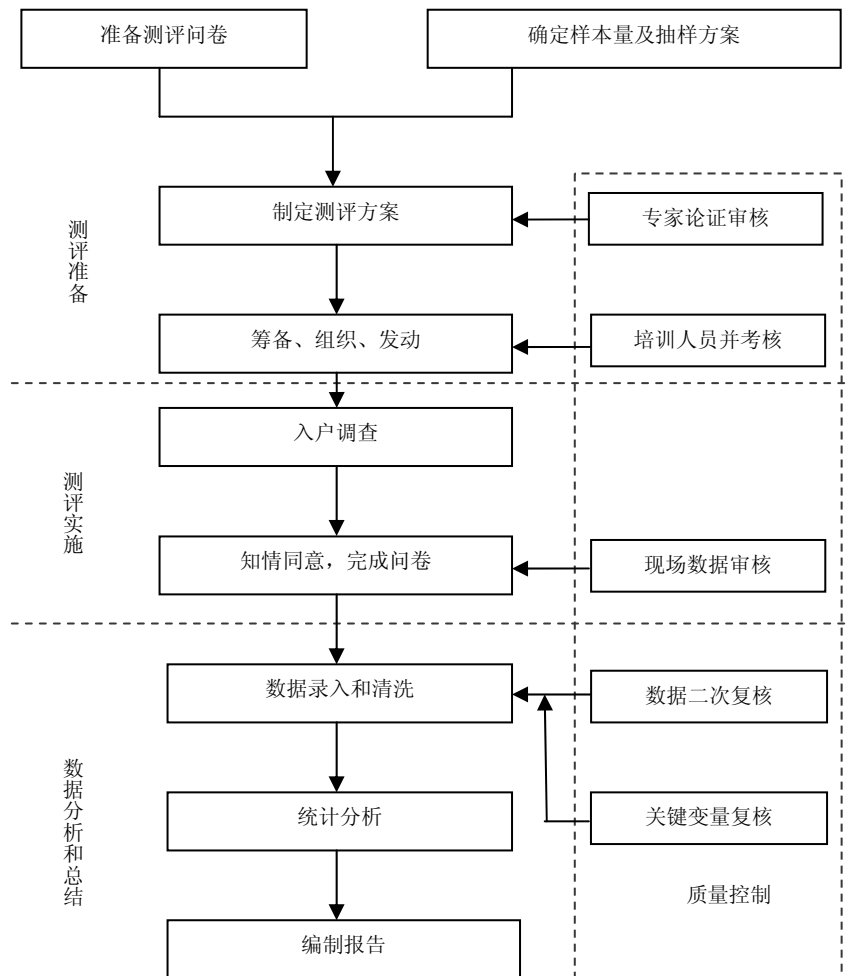 准备测评问卷
确定样本量及抽样方案
制定测评方案
专家论证审核
测评准备
筹备、组织、发动
培训人员并考核
入户调查
测评实施
知情同意，完成问卷
现场数据审核
数据录入和清洗
数据二次复核
数据分析和总结
统计分析
关键变量复核
质量控制
编制报告